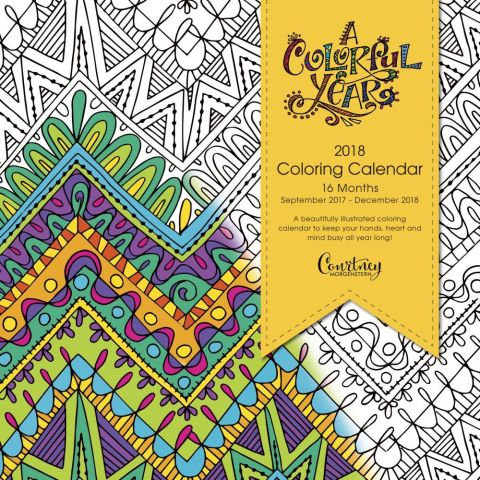 A
COLORFUL
YEAR
2018
Coloring Calendar
16 Months
September 2017 - December 2018
A beautifully illustrated coloring
calendar to keep your hands, heart and
mind busy all year long!
Courtney
MORGENSTERN